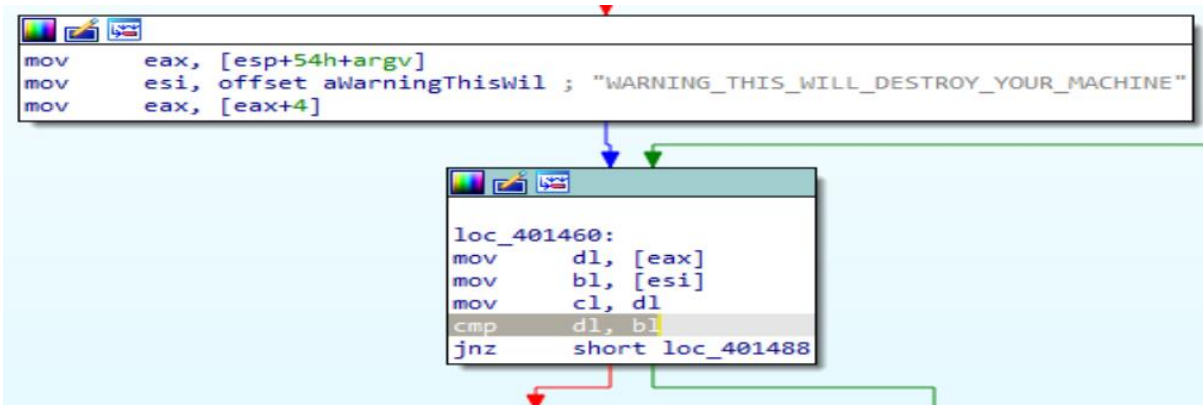 mov eax, [esp+54h+argv]
mov esi, offset aWarningThisWil ; "WARNING_THIS_WILL_DESTROY_YOUR_MACHINE"
mov eax, [eax+4]
loc_401460:
mov dl, [eax]
mov bl, [esi]
mov cl, dl
cmp dl, bl
jnz short loc_401488